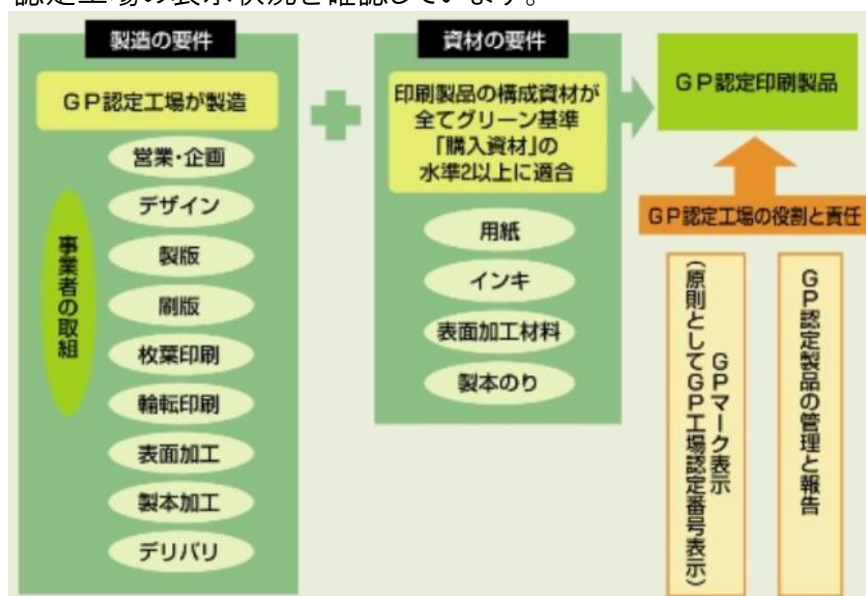 認定工場の表示状況を確認しています。
製造の要件
GP認定工場が製造
事業者の取組
営業・企画
デザイン
製版
刷版
枚葉印刷
輪転印刷
表面加工
製本加工
デリバリ
資材の要件
印刷製品の構成資材が
全てグリーン基準
「購入資材」の
水準2以上に適合
用紙
インキ
表面加工材料
製本のり
GP認定印刷製品
GP認定工場の役割と責任
GPマーク表示
(原則としてGP工場認定番号表示)
GP認定製品の管理と報告